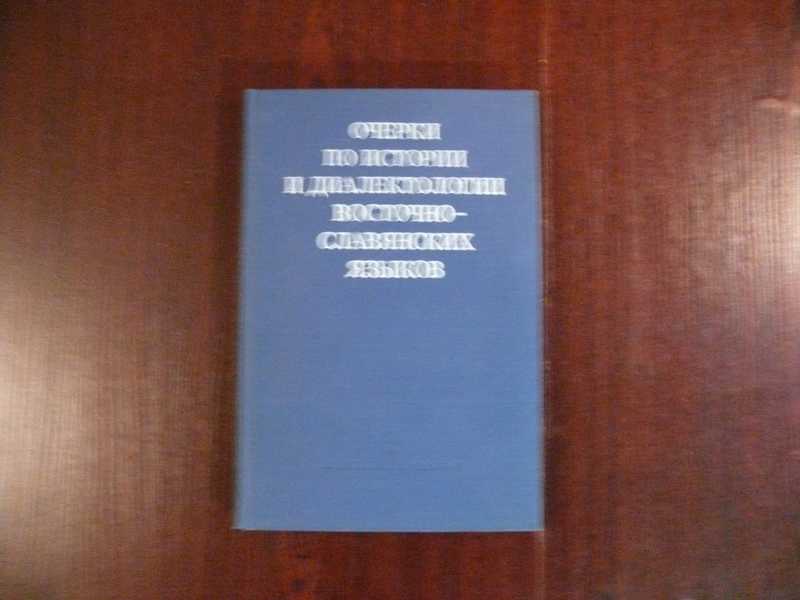 ОЧЕРКИ
ПО ИСТОРИИ
И ДИАЛЕКТОЛОГИИ
ВОСТОЧНО-
СЛАВЯНСКИХ
ЯЗЫКОВ